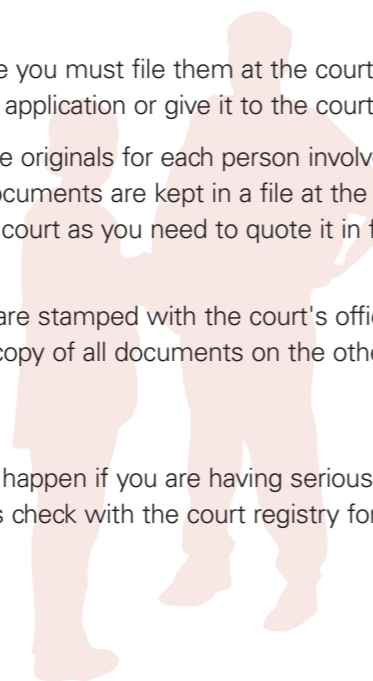 e you must file them at the court
application or give it to the court
e originals for each person involv
ocuments are kept in a file at the
court as you need to quote it in f
are stamped with the court's offi
copy of all documents on the othe
happen if you are having serious
s check with the court registry for